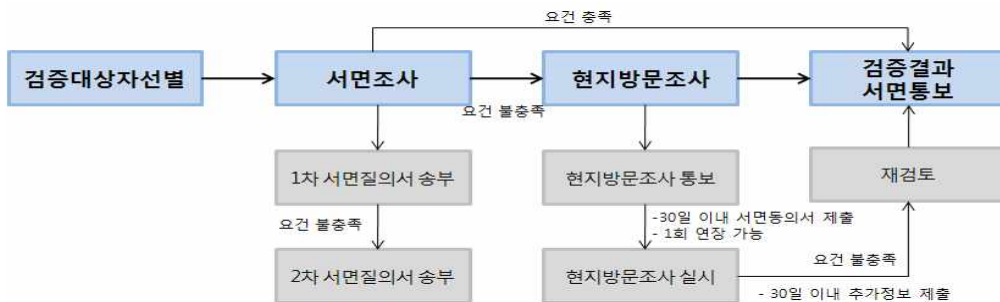 요건 충족
검증대상자선별
서면조사
현지방문조사
검증결과
서면통보
요건 불충족
1차 서면질의서 송부
현지방문조사 통보
재검토
요건 불충족
-30일 이내 서면동의서 제출
- 1회 연장 가능
2차 서면질의서 송부
현지방문조사 실시
요건 불충족
- 30일 이내 추가정보 제출